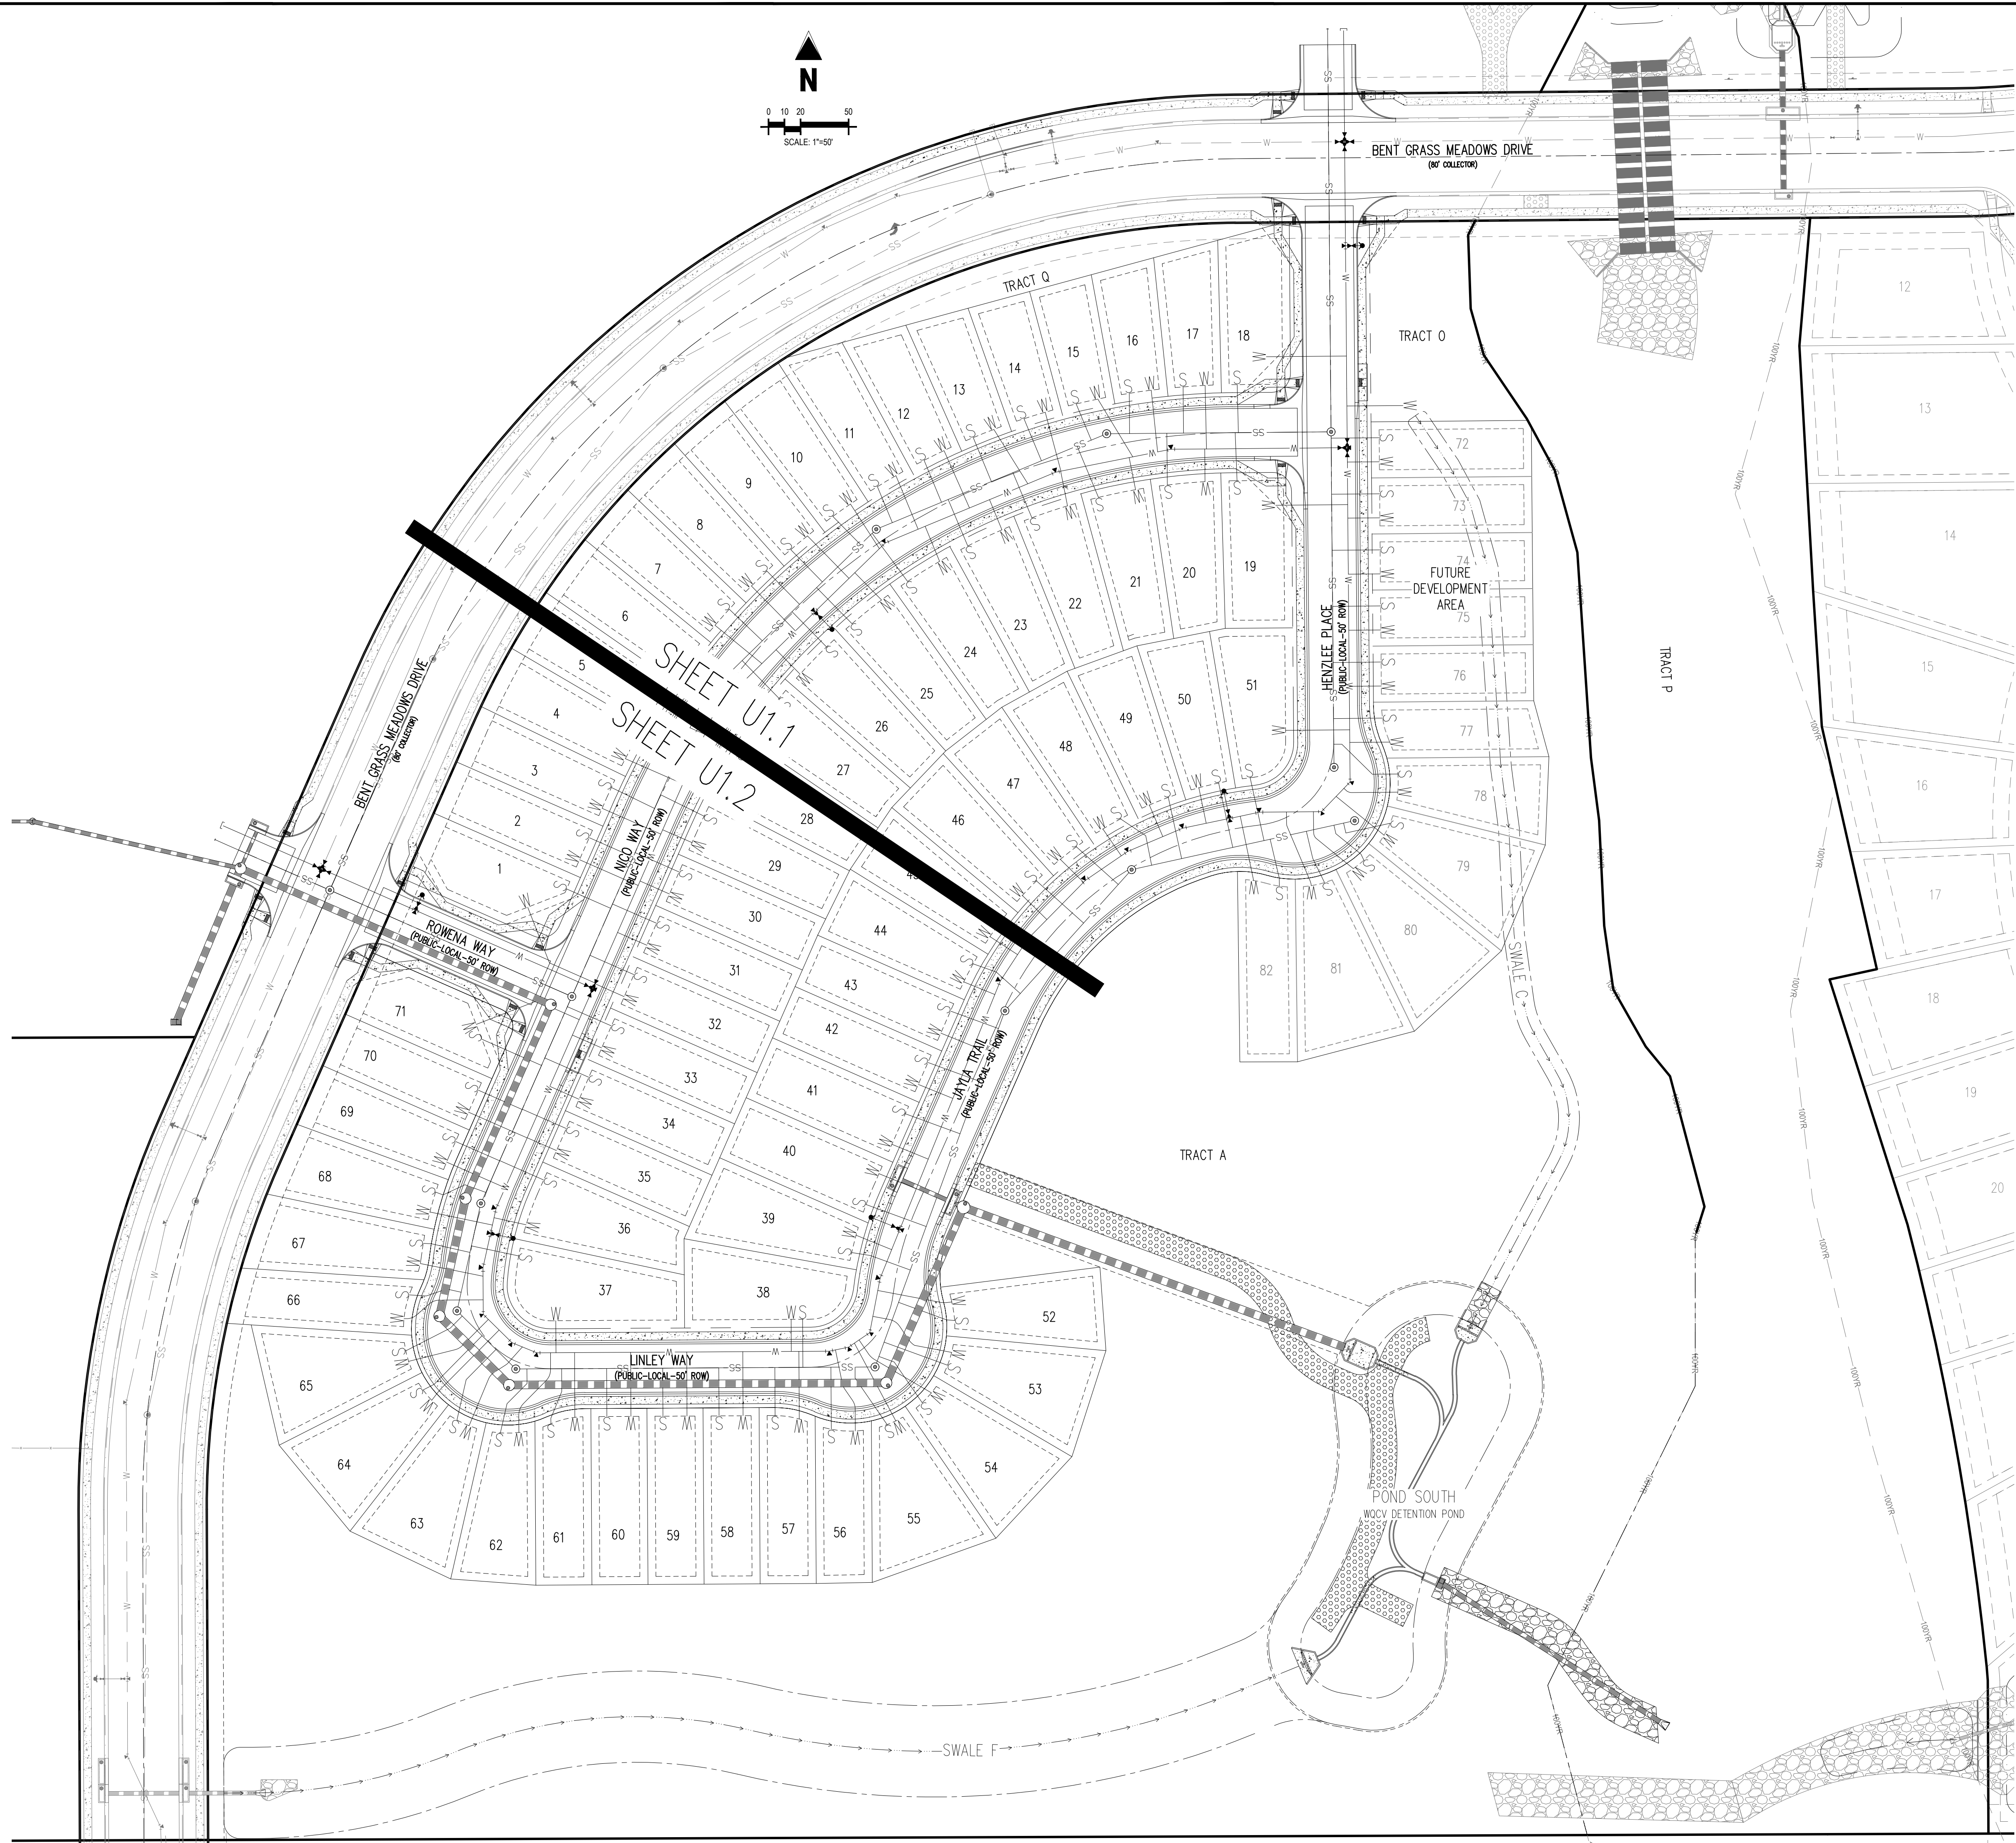 N
0 10 20 50
SCALE: 1"=50'
BENT GRASS MEADOWS DRIVE
(80' COLLECTOR)
TRACT Q
TRACT O
TRACT P
TRACT A
FUTURE
DEVELOPMENT
AREA
HENZLEE PLACE
(PUBLIC-LOCAL-50' ROW)
SHEET U1.1
SHEET U1.2
BENT GRASS MEADOWS DRIVE
(80' COLLECTOR)
NICO WAY
(PUBLIC-LOCAL-50' ROW)
ROWENA WAY
(PUBLIC-LOCAL-50' ROW)
JAYLA TRAIL
(PUBLIC-LOCAL-50' ROW)
LINLEY WAY
(PUBLIC-LOCAL-50' ROW)
SWALE C
POND SOUTH
WQCV DETENTION POND
SWALE F
1
2
3
4
5
6
7
8
9
10
11
12
13
14
15
16
17
18
19
20
21
22
23
24
25
26
27
28
29
30
31
32
33
34
35
36
37
38
39
40
41
42
43
44
45
46
47
48
49
50
51
52
53
54
55
56
57
58
59
60
61
62
63
64
65
66
67
68
69
70
71
72
73
74
75
76
77
78
79
80
81
82
12
13
14
15
16
17
18
19
20
100YR
SS
W
S